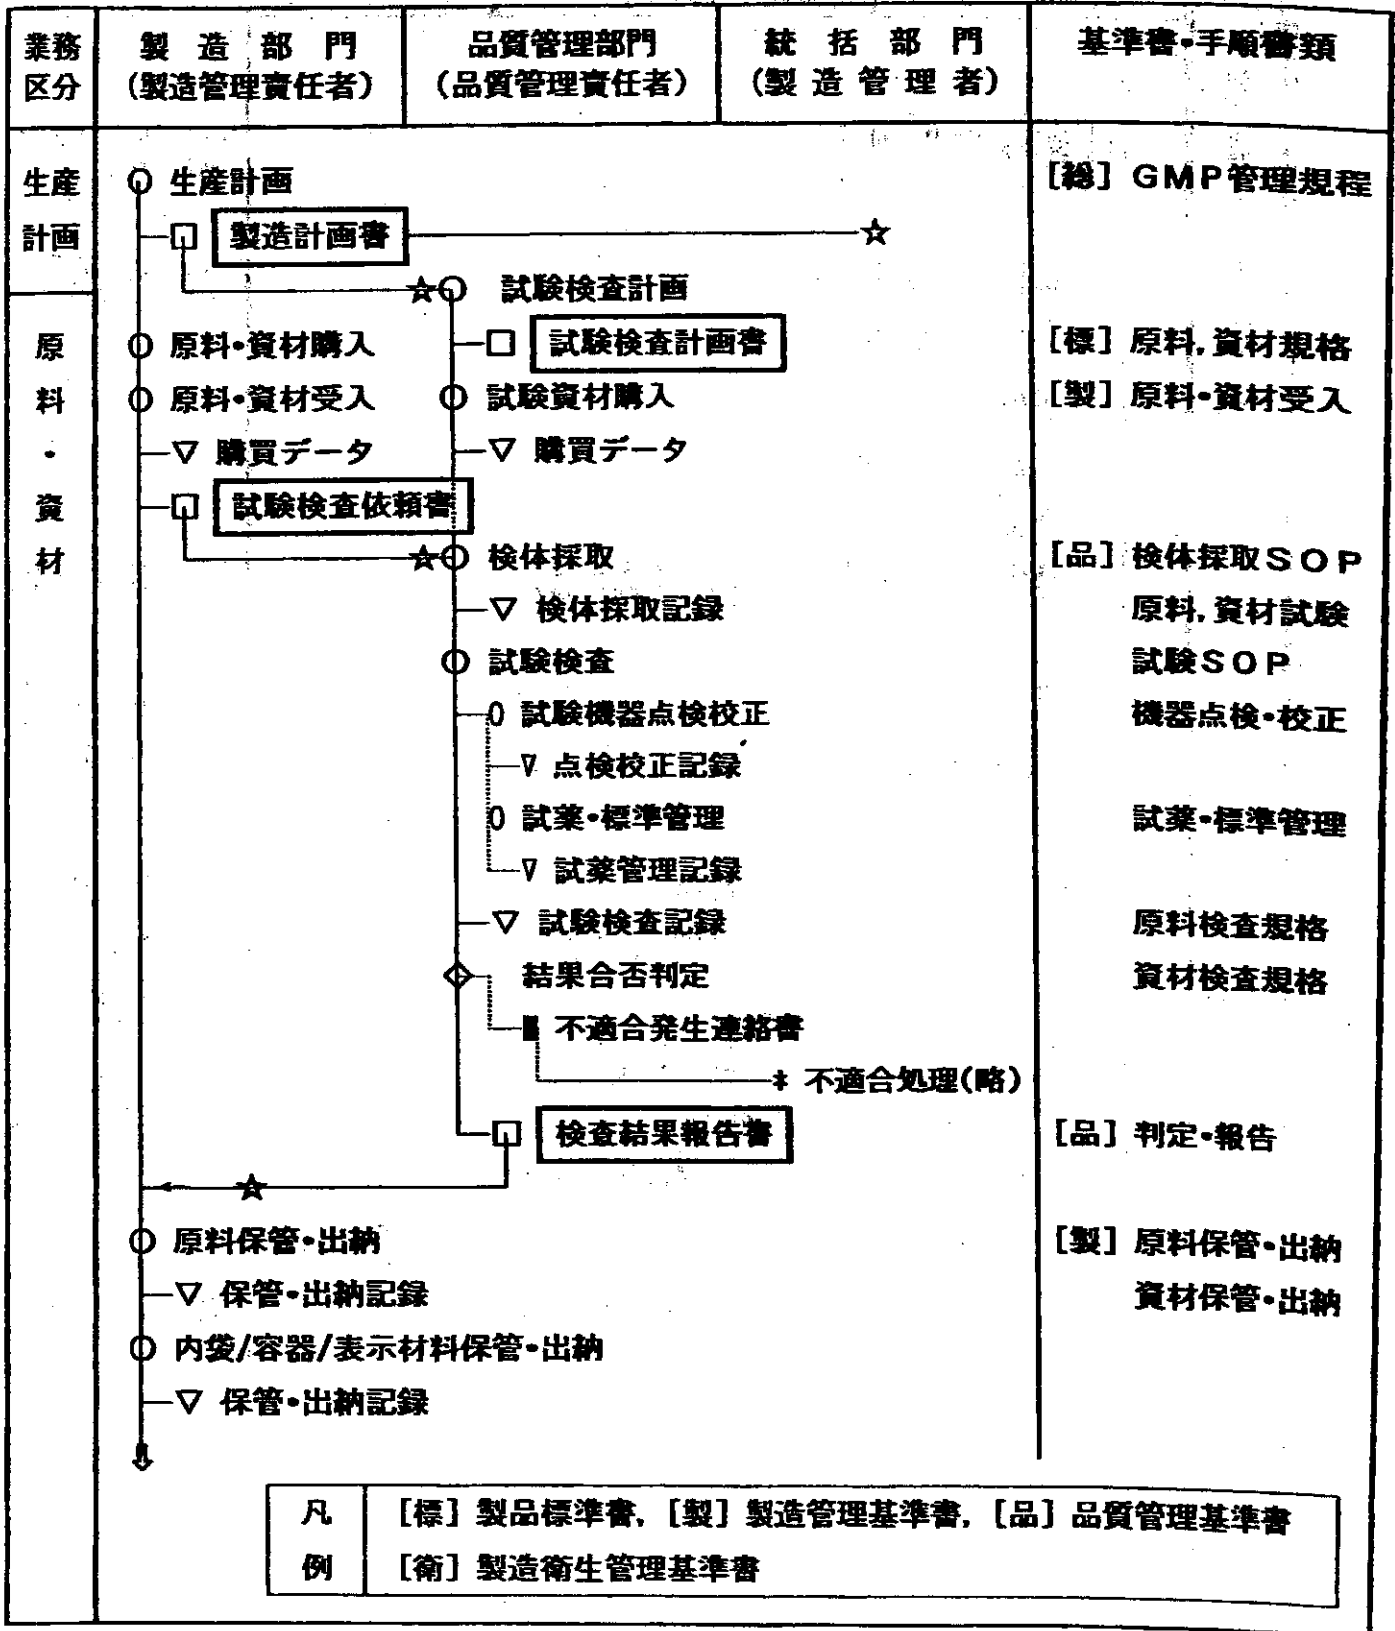 業務 製造部門 品質管理部門 統括部門 基準書・手順書類
区分 (製造管理責任者) (品質管理責任者) (製造管理者)
生産 生産計画 [総] GMP管理規程
計画 製造計画書 ☆
☆ 試験検査計画
原 原料・資材購入 試験検査計画書 [標] 原料,資材規格
料 原料・資材受入 試験資材購入 [製] 原料・資材受入
・ ▽ 購買データ ▽ 購買データ
資 試験検査依頼書
材 ☆ 検体採取 [品] 検体採取SOP
▽ 検体採取記録 原料,資材試験
試験検査 試験SOP
試験機器点検校正 機器点検・校正
▽ 点検校正記録
試薬・標準管理 試薬・標準管理
▽ 試薬管理記録
▽ 試験検査記録 原料検査規格
結果合否判定 資材検査規格
不適合発生連絡書
不適合処理(略)
検査結果報告書 [品] 判定・報告
☆
原料保管・出納 [製] 原料保管・出納
▽ 保管・出納記録 資材保管・出納
内袋/容器/表示材料保管・出納
▽ 保管・出納記録
凡 [標] 製品標準書, [製] 製造管理基準書, [品] 品質管理基準書
例 [衛] 製造衛生管理基準書